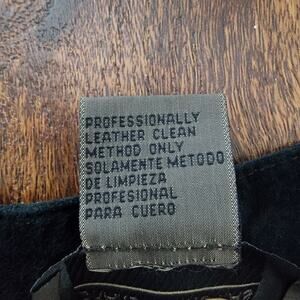 PROFESSIONALLY
LEATHER CLEAN
METHOD ONLY
SOLAMENTE METODO
DE LIMPIEZA
PROFESIONAL
PARA CUERO